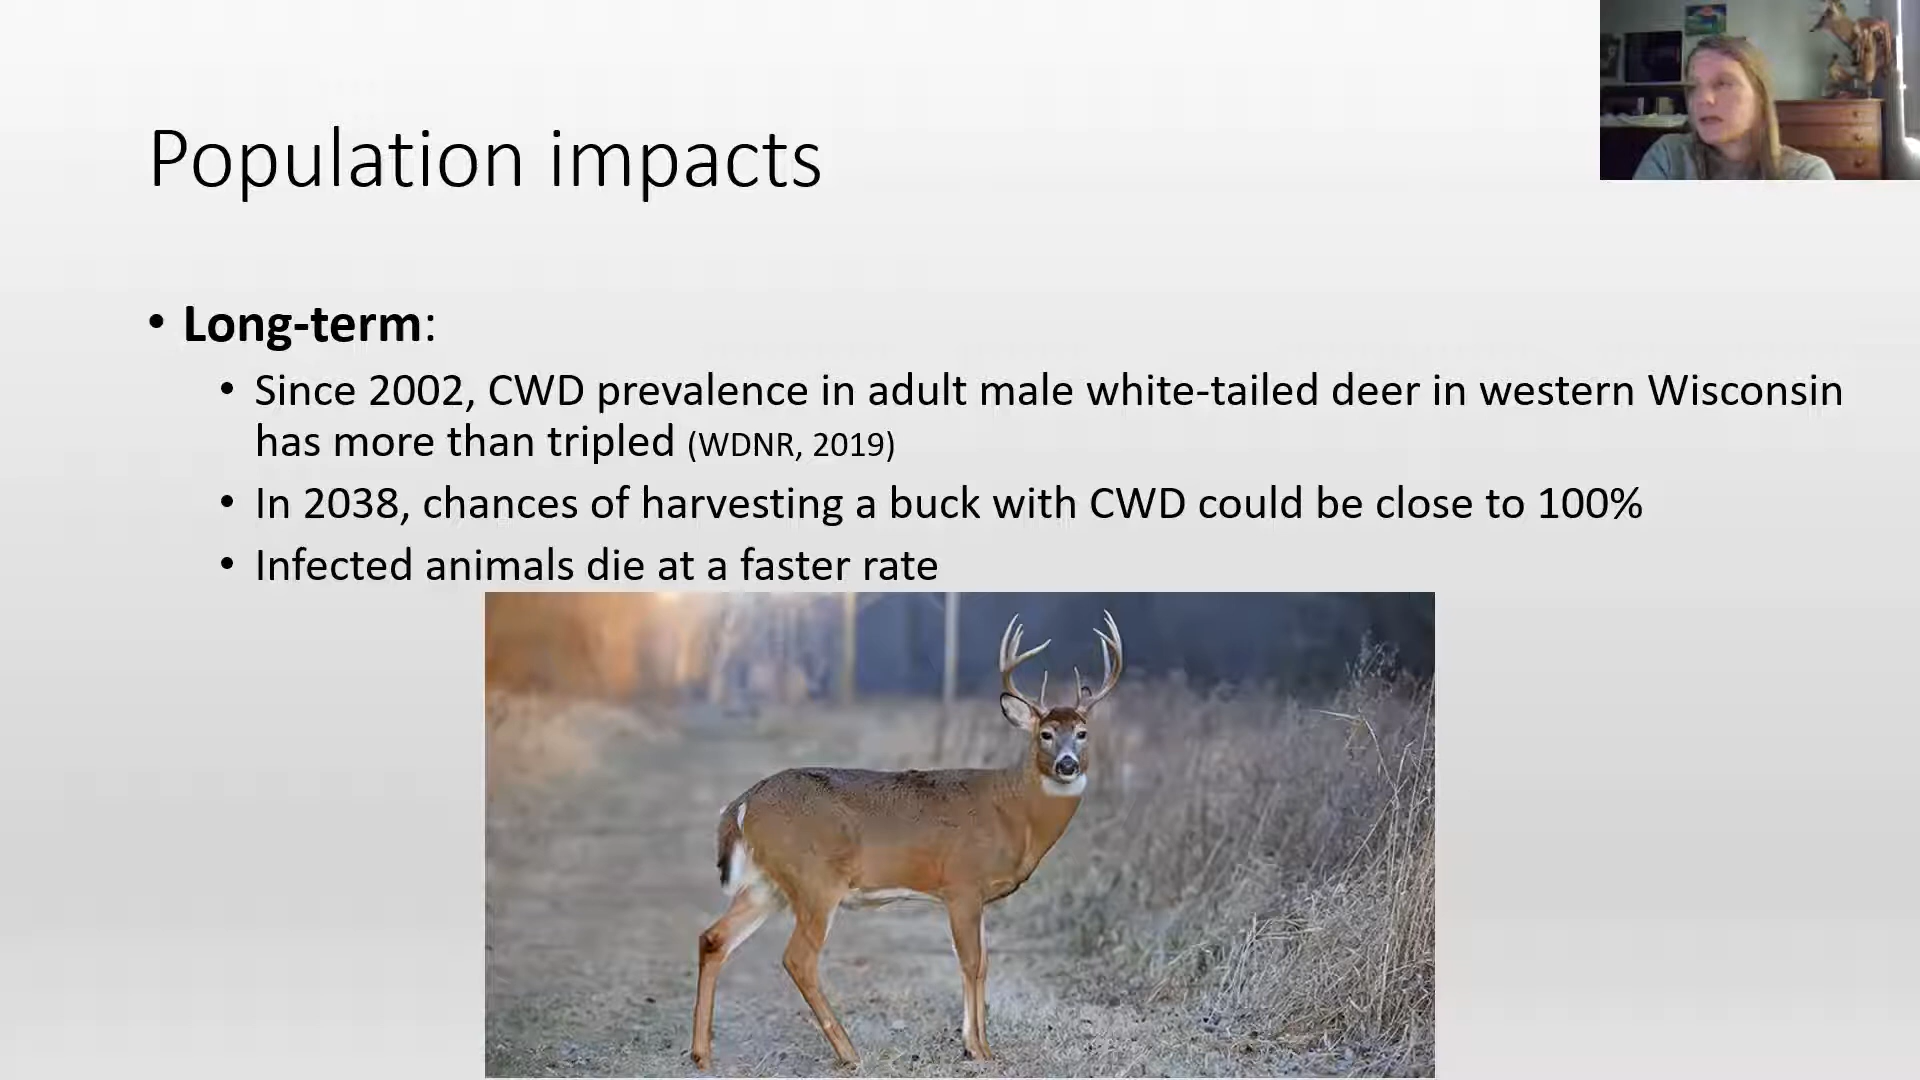 Population impacts
• Long-term:
• Since 2002, CWD prevalence in adult male white-tailed deer in western Wisconsin
has more than tripled (WDNR, 2019)
• In 2038, chances of harvesting a buck with CWD could be close to 100%
• Infected animals die at a faster rate